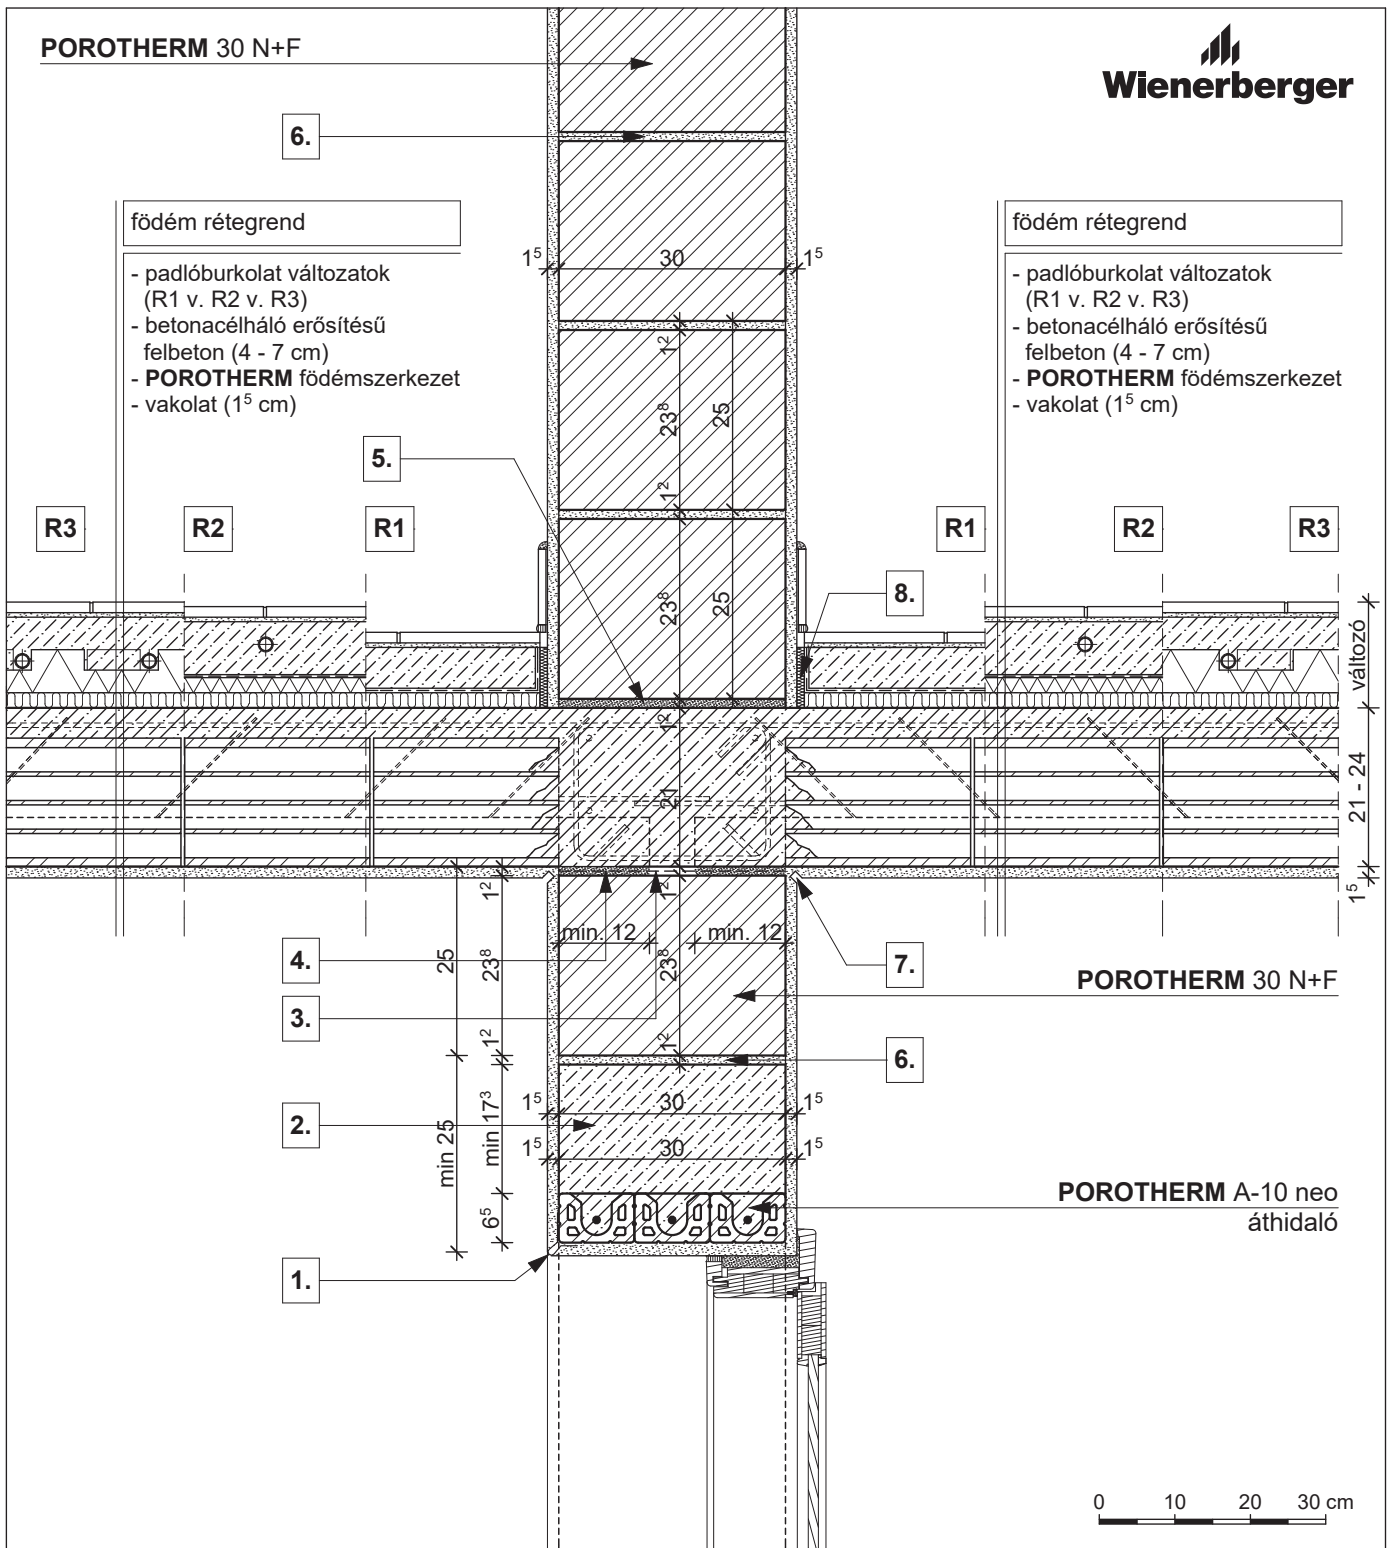 POROTHERM 30 N+F
Wienerberger
6.
födém rétegrend
- padlóburkolat változatok
(R1 v. R2 v. R3)
- betonacélháló erősítésű
felbeton (4 - 7 cm)
- POROTHERM födémszerkezet
- vakolat (1⁵ cm)
födém rétegrend
- padlóburkolat változatok
(R1 v. R2 v. R3)
- betonacélháló erősítésű
felbeton (4 - 7 cm)
- POROTHERM födémszerkezet
- vakolat (1⁵ cm)
1⁵ 30 1⁵
1²
23⁸ 25
5.
1²
R3 R2 R1
R1 R2 R3
8.
23⁸ 25
változó
1²
21
21 - 24
1²
1²
1⁵
min. 12 min. 12
4.
25
23⁸
23⁸
7.
POROTHERM 30 N+F
3.
1²
1²
6.
1⁵ 30 1⁵
2.
min 25
min 17³
1⁵ 30 1⁵
POROTHERM A-10 neo
áthidaló
6⁵
1.
0 10 20 30 cm